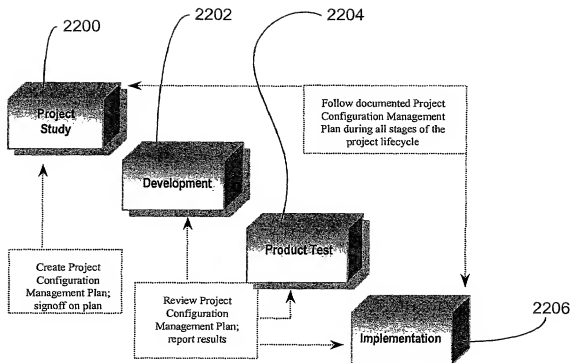 2200
2202
2204
Project
Study
Follow documented Project
Configuration Management
Plan during all stages of the
project lifecycle
Development
Product Test
Create Project
Configuration
Management Plan;
signoff on plan
Review Project
Configuration
Management Plan;
report results
Implementation
2206